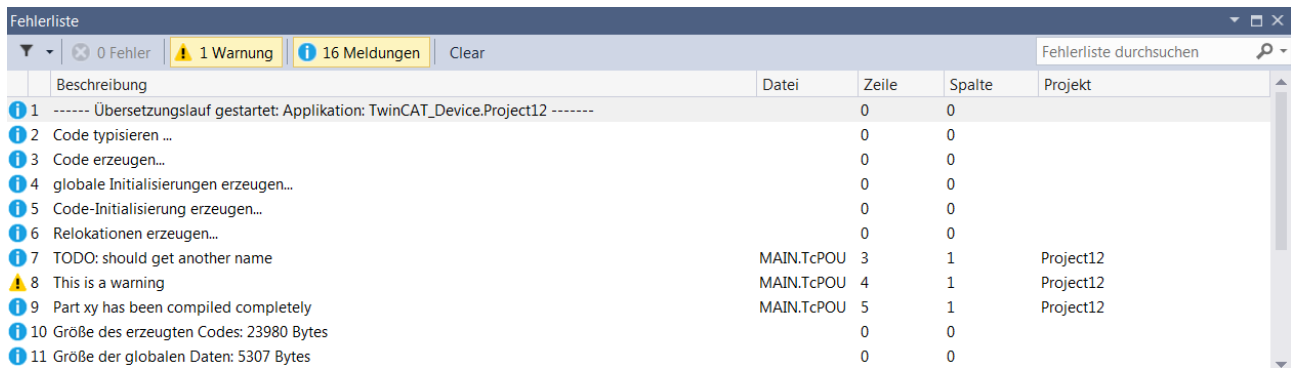 Fehlerliste
0 Fehler 1 Warnung 16 Meldungen Clear Fehlerliste durchsuchen
Beschreibung Datei Zeile Spalte Projekt
1 ------ Übersetzungslauf gestartet: Applikation: TwinCAT_Device.Project12 ------- 0 0
2 Code typisieren ... 0 0
3 Code erzeugen... 0 0
4 globale Initialisierungen erzeugen... 0 0
5 Code-Initialisierung erzeugen... 0 0
6 Relokationen erzeugen... 0 0
7 TODO: should get another name MAIN.TcPOU 3 1 Project12
8 This is a warning MAIN.TcPOU 4 1 Project12
9 Part xy has been compiled completely MAIN.TcPOU 5 1 Project12
10 Größe des erzeugten Codes: 23980 Bytes 0 0
11 Größe der globalen Daten: 5307 Bytes 0 0